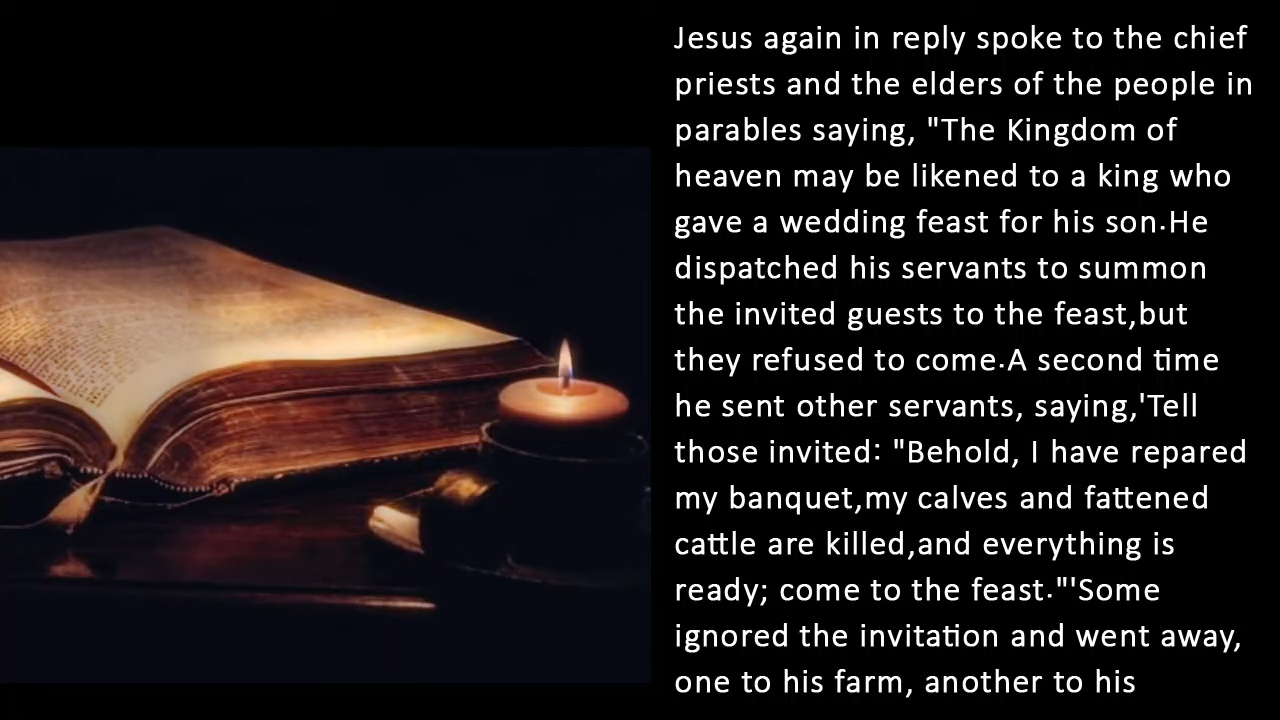 Jesus again in reply spoke to the chief
priests and the elders of the people in
parables saying, "The Kingdom of
heaven may be likened to a king who
gave a wedding feast for his son.He
dispatched his servants to summon
the invited guests to the feast,but
they refused to come.A second time
he sent other servants, saying,'Tell
those invited: "Behold, I have repared
my banquet,my calves and fattened
cattle are killed,and everything is
ready; come to the feast."'Some
ignored the invitation and went away,
one to his farm, another to his